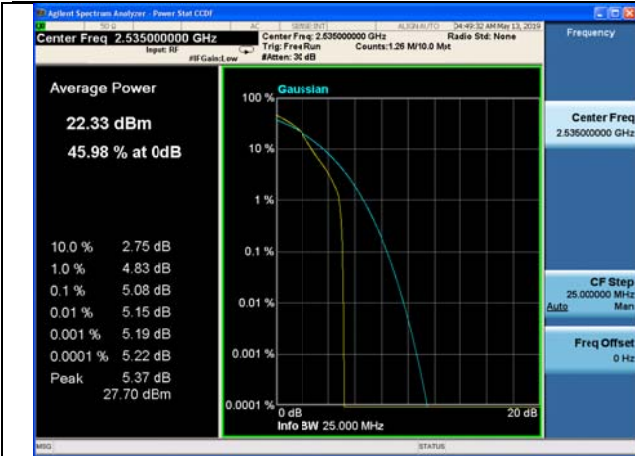 Agilent Spectrum Analyzer - Power Stat CCDF
50 Ω AC SENSE:INT ALIGN AUTO 04:49:32 AM May 13, 2019
Center Freq 2.535000000 GHz
Input: RF
#IFGain:Low
Center Freq: 2.535000000 GHz
Trig: Free Run
#Atten: 30 dB
Counts:1.26 M/10.0 Mpt
Radio Std: None
Frequency
Average Power
22.33 dBm
45.98 % at 0dB
10.0 % 2.75 dB
1.0 % 4.83 dB
0.1 % 5.08 dB
0.01 % 5.15 dB
0.001 % 5.19 dB
0.0001 % 5.22 dB
Peak 5.37 dB
27.70 dBm
Gaussian
100 %
10 %
1 %
0.1 %
0.01 %
0.001 %
0.0001 %
0 dB 20 dB
Info BW 25.000 MHz
Center Freq
2.535000000 GHz
CF Step
25.000000 MHz
Auto Man
Freq Offset
0 Hz
MSG STATUS